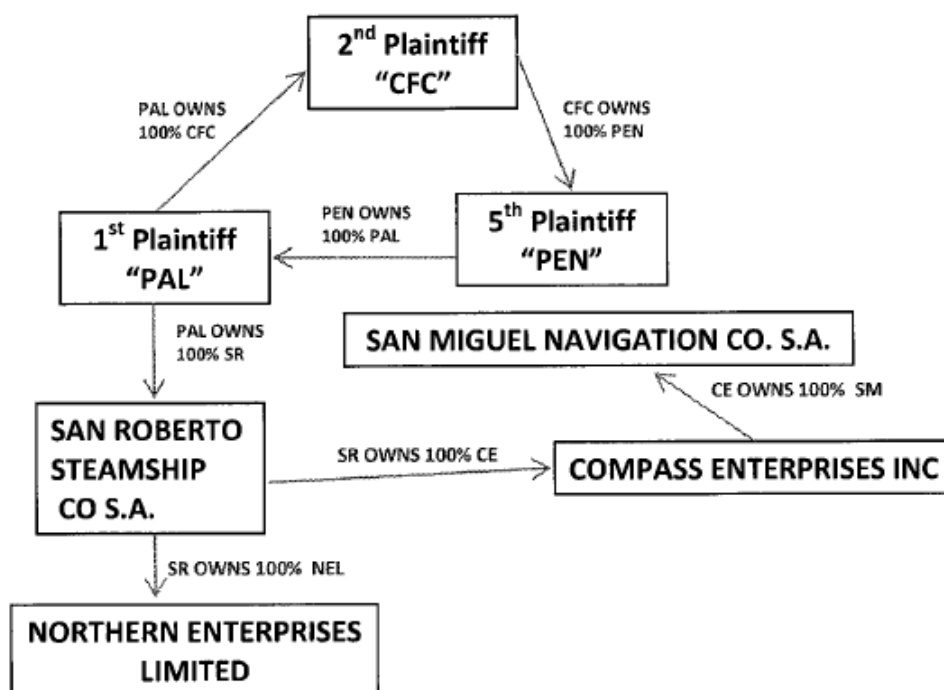 2nd Plaintiff
“CFC”
PAL OWNS
100% CFC
CFC OWNS
100% PEN
1st Plaintiff
“PAL”
PEN OWNS
100% PAL
5th Plaintiff
“PEN”
PAL OWNS
100% SR
SAN MIGUEL NAVIGATION CO. S.A.
CE OWNS 100% SM
SAN ROBERTO
STEAMSHIP
CO S.A.
SR OWNS 100% CE
COMPASS ENTERPRISES INC
SR OWNS 100% NEL
NORTHERN ENTERPRISES
LIMITED